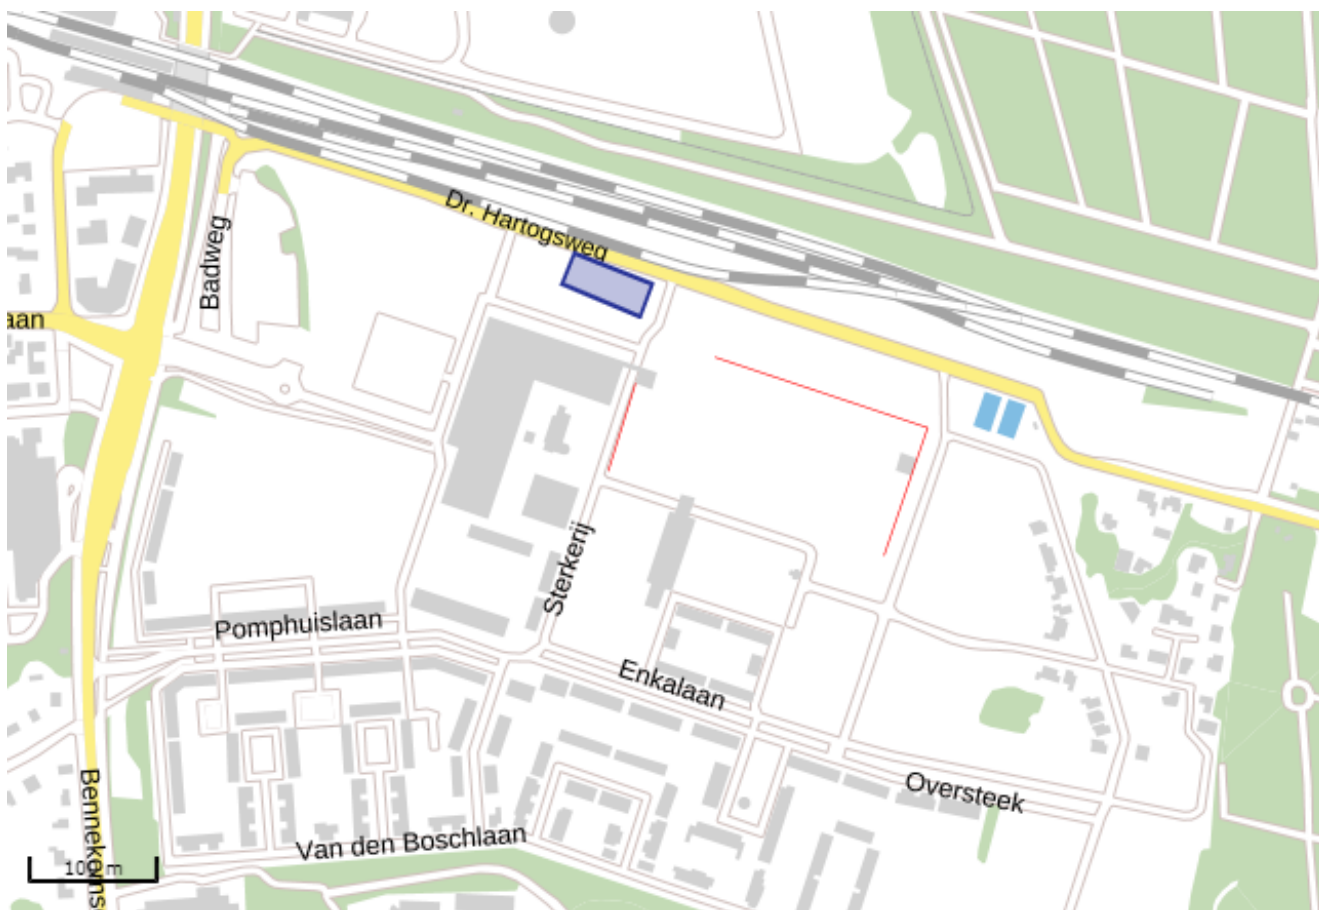 Dr. Hartogsweg
Badweg
aan
Sterkerij
Pomphuislaan
Enkalaan
Oversteek
Bennekoms
Van den Boschlaan
100 m